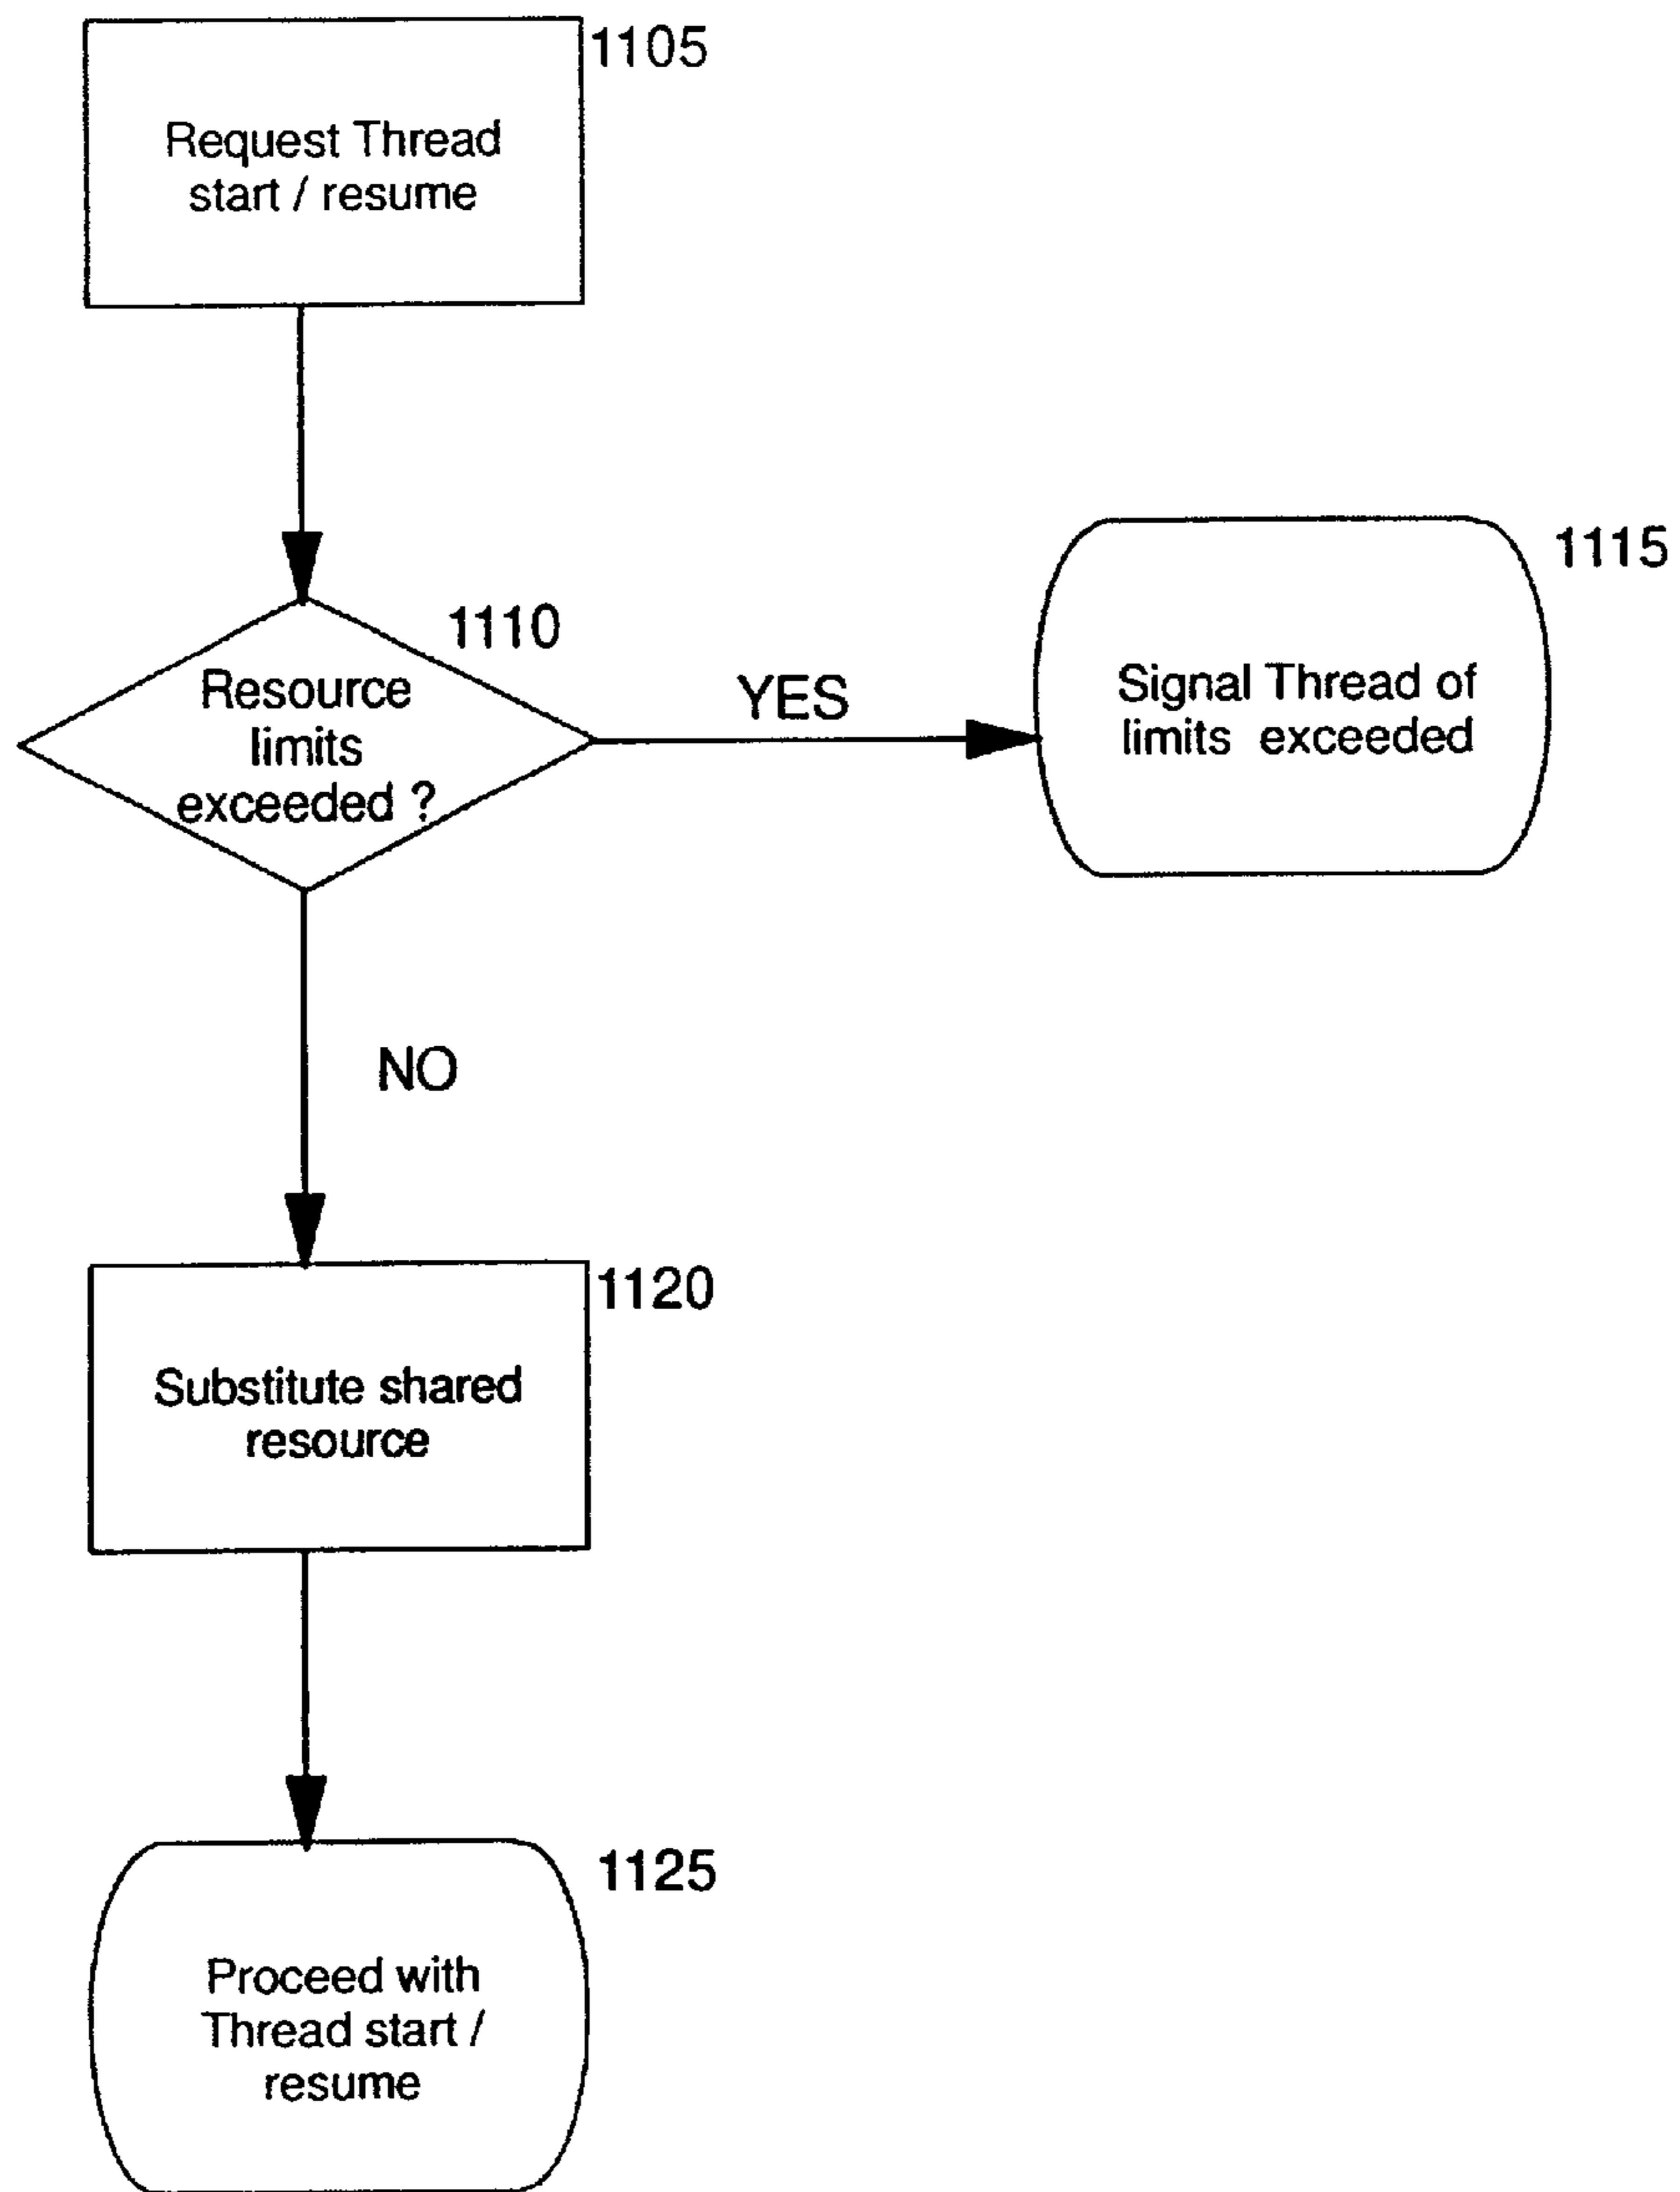 1105
Request Thread
start / resume
1110
Resource
limits
exceeded ?
YES
1115
Signal Thread of
limits exceeded
NO
1120
Substitute shared
resource
1125
Proceed with
Thread start /
resume